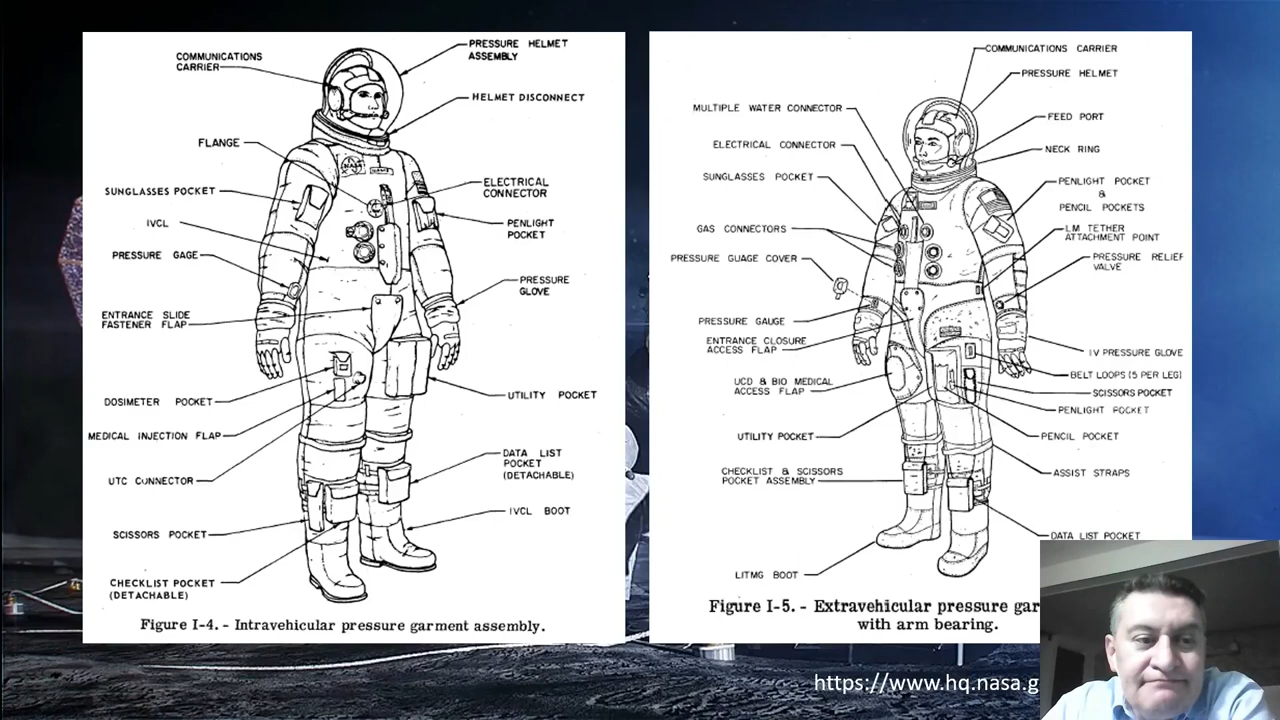 COMMUNICATIONS
CARRIER
PRESSURE HELMET
ASSEMBLY
HELMET DISCONNECT
FLANGE
NASA
NAME
SUNGLASSES POCKET
ELECTRICAL
CONNECTOR
IVCL
PENLIGHT
POCKET
PRESSURE GAGE
PRESSURE
GLOVE
ENTRANCE SLIDE
FASTENER FLAP
DOSIMETER POCKET
UTILITY POCKET
MEDICAL INJECTION FLAP
DATA LIST
POCKET
(DETACHABLE)
UTC CONNECTOR
IVCL BOOT
SCISSORS POCKET
CHECKLIST POCKET
(DETACHABLE)
Figure I-4. - Intravehicular pressure garment assembly.
COMMUNICATIONS CARRIER
PRESSURE HELMET
MULTIPLE WATER CONNECTOR
FEED PORT
ELECTRICAL CONNECTOR
NECK RING
SUNGLASSES POCKET
PENLIGHT POCKET
&
PENCIL POCKETS
GAS CONNECTORS
LM TETHER
ATTACHMENT POINT
PRESSURE GUAGE COVER
PRESSURE RELIEF
VALVE
PRESSURE GAUGE
ENTRANCE CLOSURE
ACCESS FLAP
IV PRESSURE GLOVE
UCD & BIO MEDICAL
ACCESS FLAP
BELT LOOPS (5 PER LEG)
SCISSORS POCKET
PENLIGHT POCKET
UTILITY POCKET
PENCIL POCKET
CHECKLIST & SCISSORS
POCKET ASSEMBLY
ASSIST STRAPS
DATA LIST POCKET
LITMG BOOT
Figure I-5. - Extravehicular pressure gar
with arm bearing.
https://www.hq.nasa.g